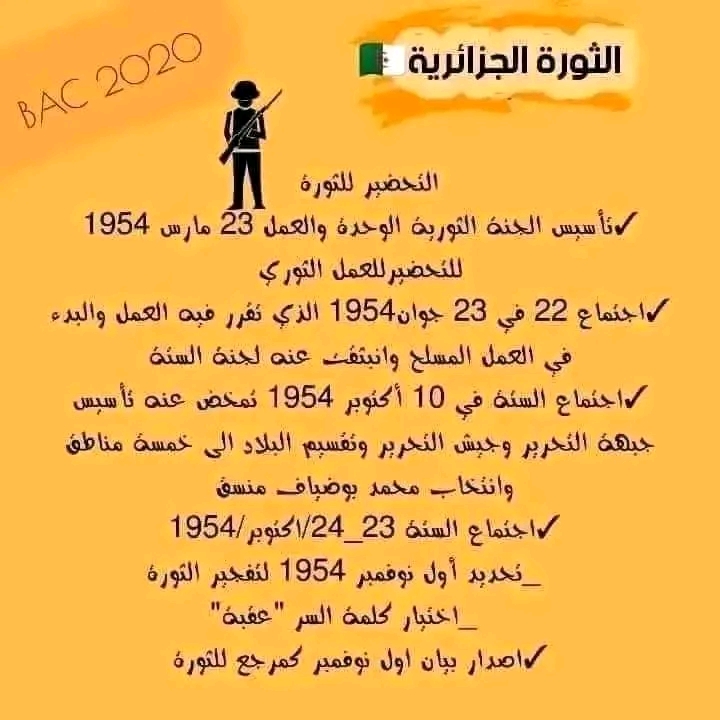 BAC 2020
الثورة الجزائرية
التحضير للثورة
✓تأسيس الجنة الثورية الوحدة والعمل 23 مارس 1954
للتحضيرللعمل الثوري
✓اجتماع 22 في 23 جوان1954 الذي تقرر فيه العمل والبدء
في العمل المسلح وانبثقت عنه لجنة الستة
✓اجتماع الستة في 10 أكتوبر 1954 تمخض عنه تأسيس
جبهة التحرير وجيش التحرير وتقسيم البلاد الى خمسة مناطق
وانتخاب محمد بوضياف منسق
✓اجتماع الستة 23_24/اكتوبر/1954
_تحديد أول نوفمبر 1954 لتفجير الثورة
_اختيار كلمة السر "عقبة"
✓اصدار بيان اول نوفمبر كمرجع للثورة